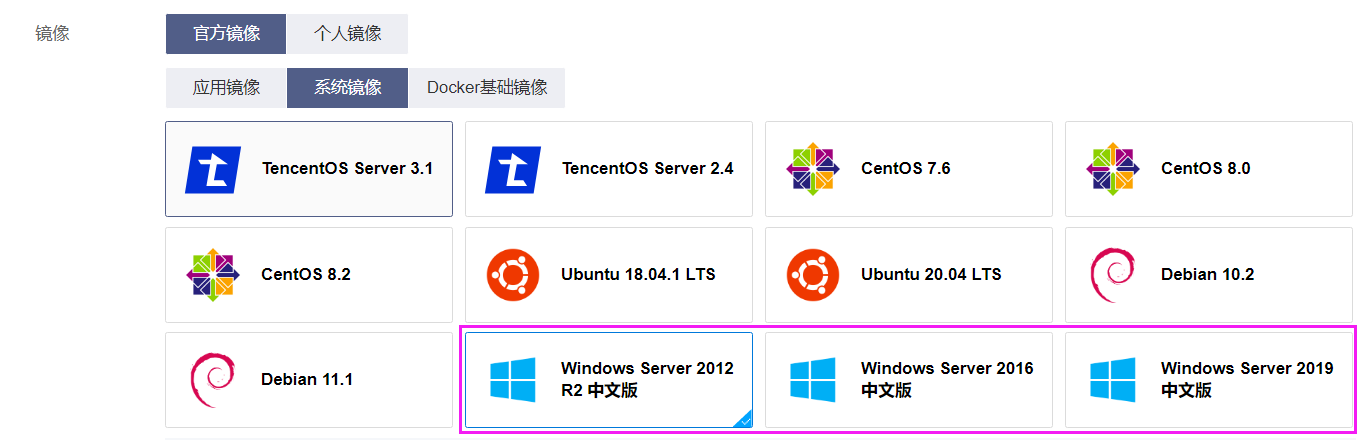 镜像
官方镜像
个人镜像
应用镜像
系统镜像
Docker基础镜像
TencentOS Server 3.1
TencentOS Server 2.4
CentOS 7.6
CentOS 8.0
CentOS 8.2
Ubuntu 18.04.1 LTS
Ubuntu 20.04 LTS
Debian 10.2
Debian 11.1
Windows Server 2012
R2 中文版
Windows Server 2016
中文版
Windows Server 2019
中文版